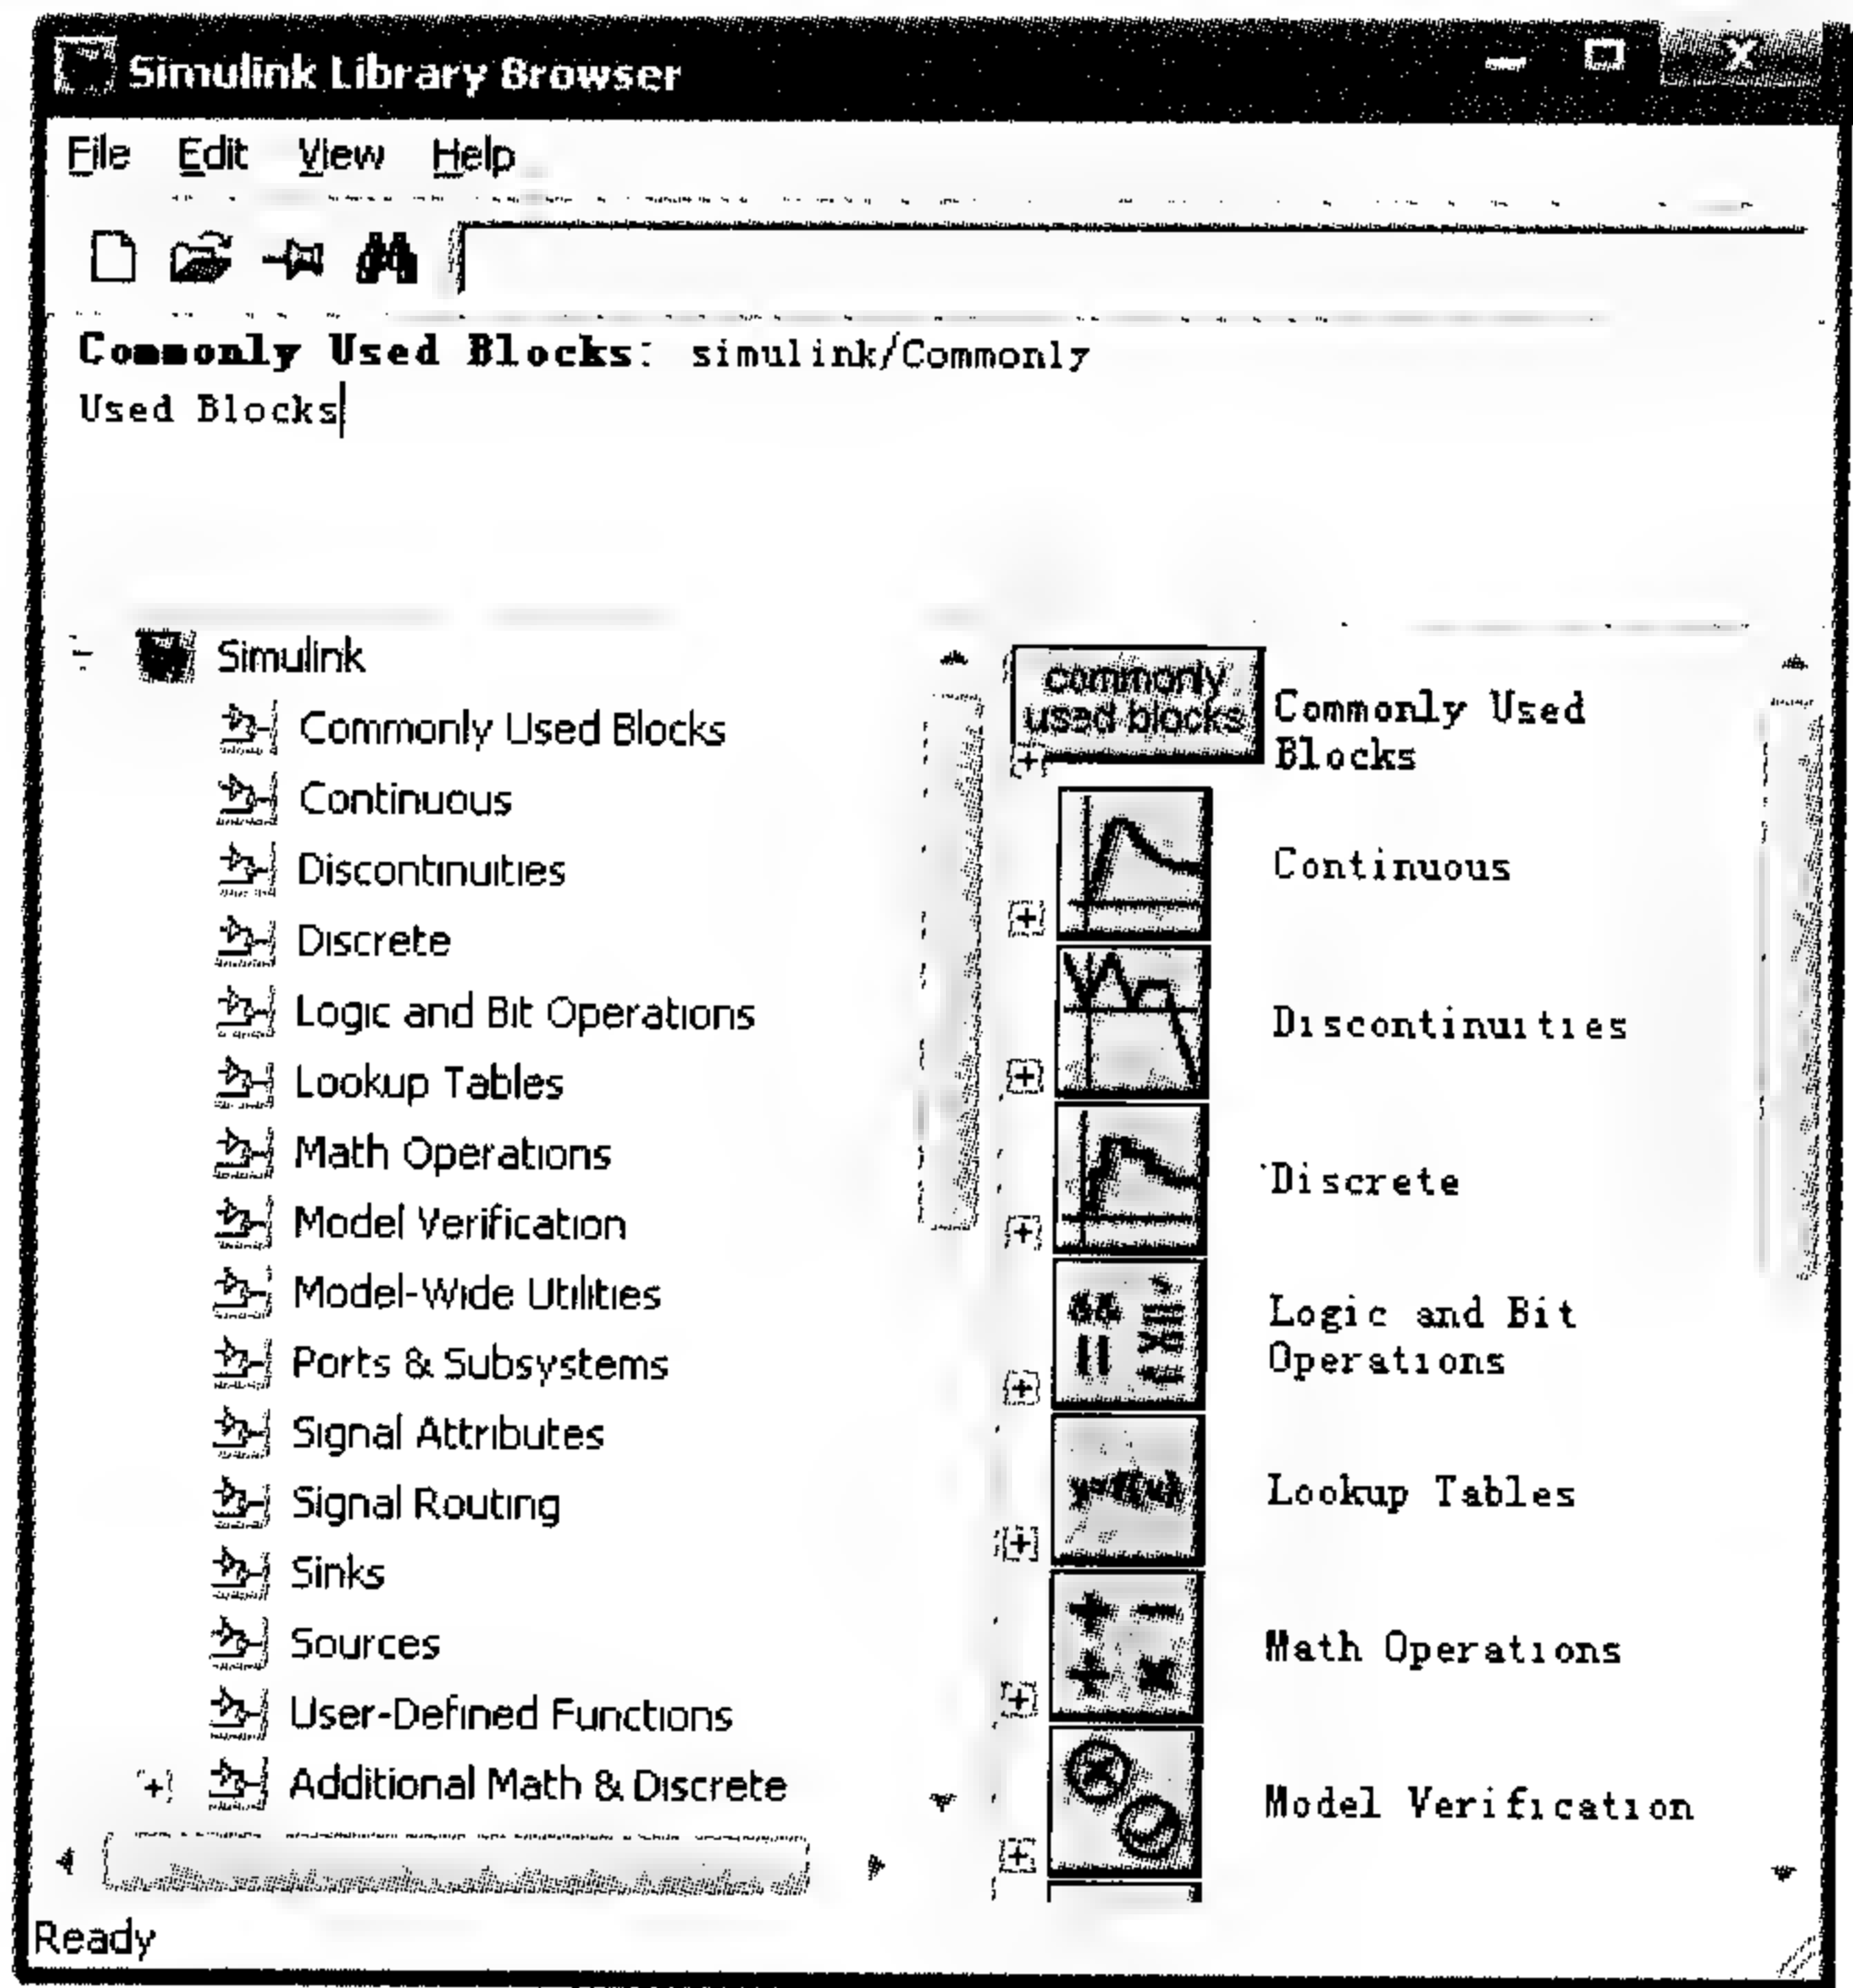 Simulink Library Browser
File Edit View Help
Commonly Used Blocks: simulink/Commonly
Used Blocks
Simulink
Commonly Used Blocks
Continuous
Discontinuities
Discrete
Logic and Bit Operations
Lookup Tables
Math Operations
Model Verification
Model-Wide Utilities
Ports & Subsystems
Signal Attributes
Signal Routing
Sinks
Sources
User-Defined Functions
Additional Math & Discrete
commonly
used blocks
Commonly Used
Blocks
Continuous
Discontinuities
Discrete
Logic and Bit
Operations
y=f(u)
Lookup Tables
Math Operations
Model Verification
Ready